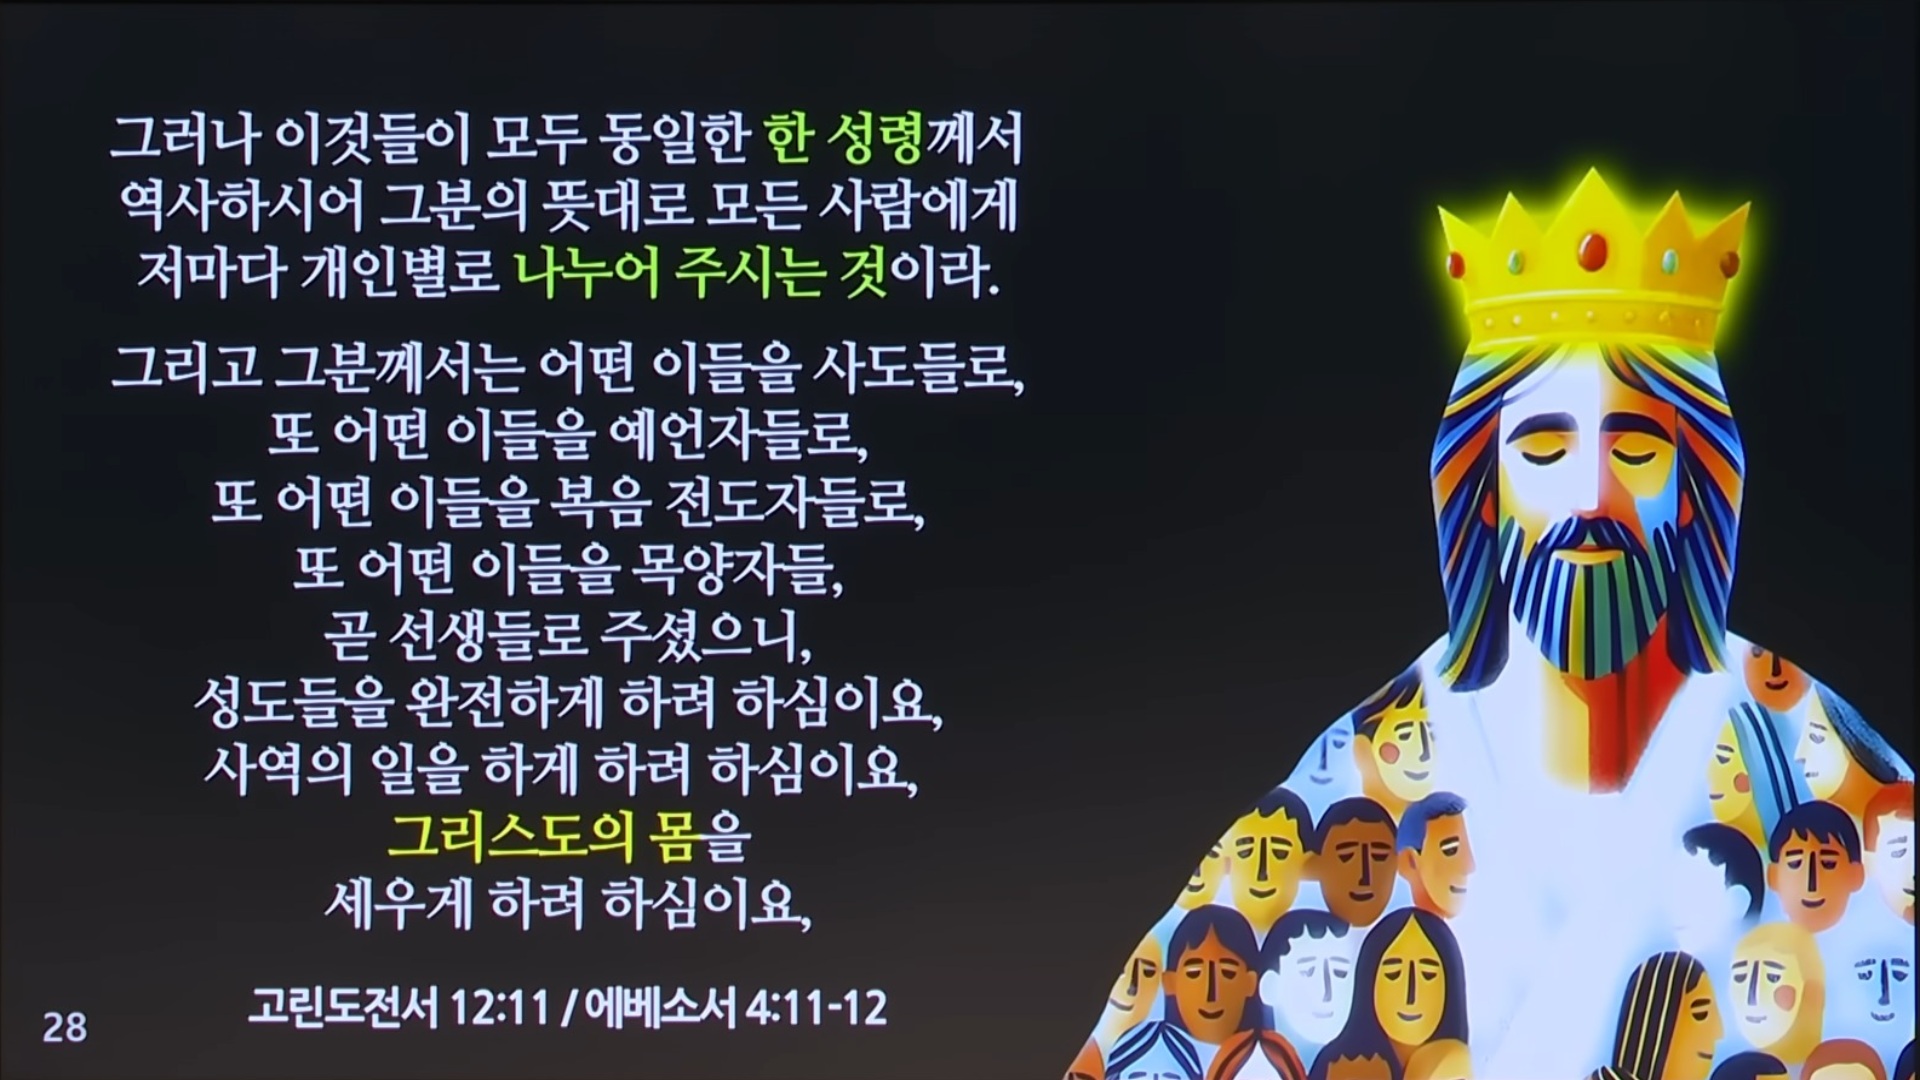 그러나 이것들이 모두 동일한 한 성령께서
역사하시어 그분의 뜻대로 모든 사람에게
저마다 개인별로 나누어 주시는 것이라.
그리고 그분께서는 어떤 이들을 사도들로,
또 어떤 이들을 예언자들로,
또 어떤 이들을 복음 전도자들로,
또 어떤 이들을 목양자들,
곧 선생들로 주셨으니,
성도들을 완전하게 하려 하심이요,
사역의 일을 하게 하려 하심이요,
그리스도의 몸을
세우게 하려 하심이요,
고린도전서 12:11 / 에베소서 4:11-12
28